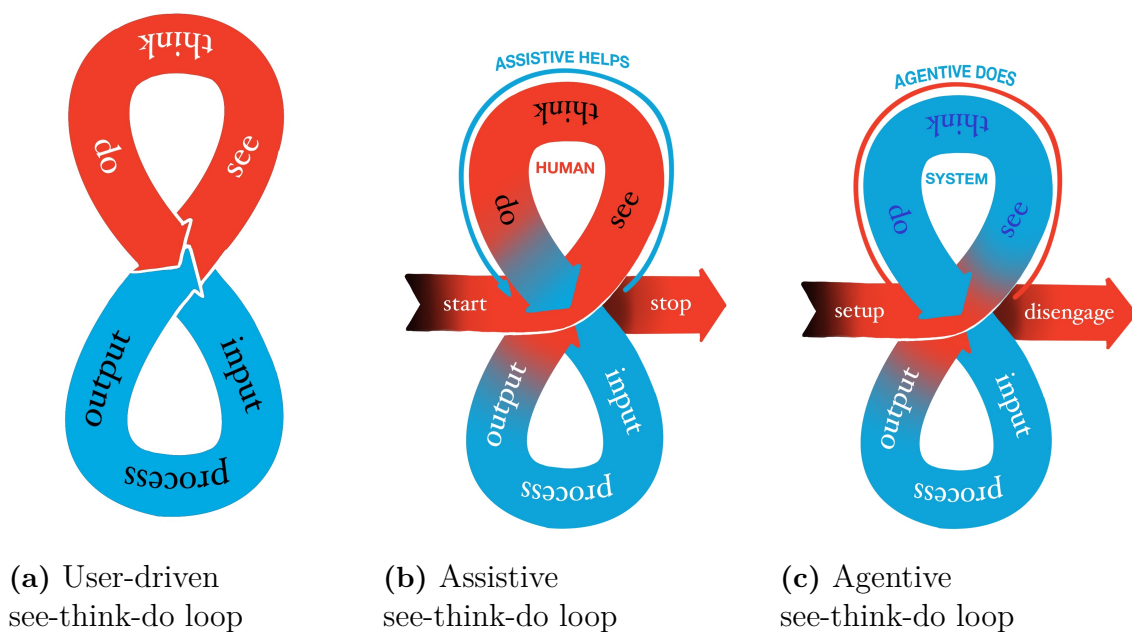 think
do
see
output
input
process
(a) User-driven
see-think-do loop
ASSISTIVE HELPS
think
HUMAN
do
see
start
stop
output
input
process
(b) Assistive
see-think-do loop
AGENTIVE DOES
think
SYSTEM
do
see
setup
disengage
output
input
process
(c) Agentive
see-think-do loop